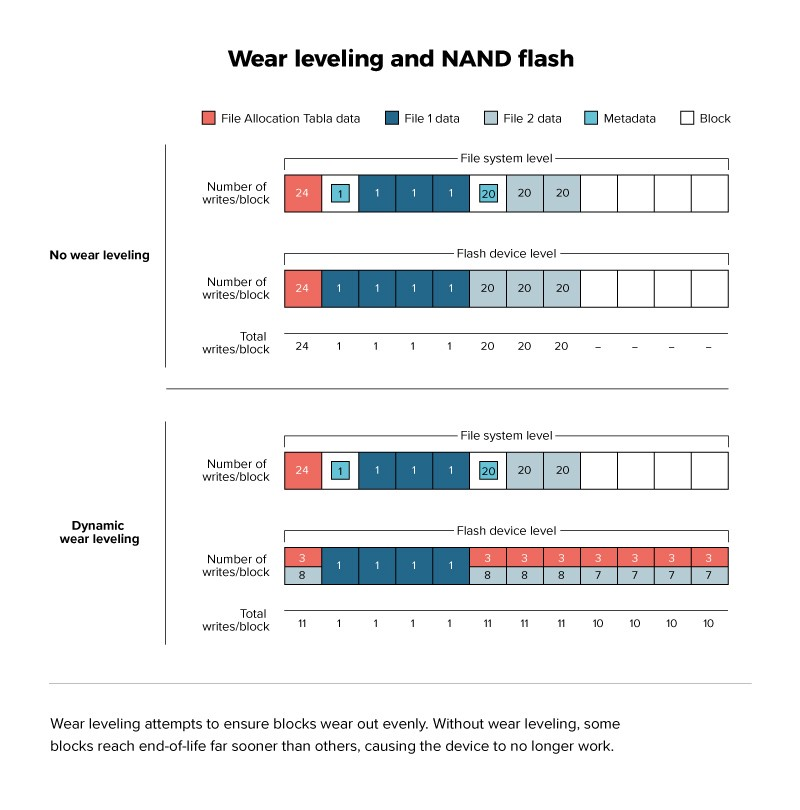 Wear leveling and NAND flash
File Allocation Tabla data File 1 data File 2 data Metadata Block
No wear leveling
File system level
Number of
writes/block
24 1 1 1 1 20 20 20
Flash device level
Number of
writes/block
24 1 1 1 1 20 20 20
Total
writes/block
24 1 1 1 1 20 20 20 – – – –
Dynamic
wear leveling
File system level
Number of
writes/block
24 1 1 1 1 20 20 20
Flash device level
Number of
writes/block
3 3 3 3 3 3 3 3
1 1 1 1
8 8 8 8 7 7 7 7
Total
writes/block
11 1 1 1 1 11 11 11 10 10 10 10
Wear leveling attempts to ensure blocks wear out evenly. Without wear leveling, some
blocks reach end-of-life far sooner than others, causing the device to no longer work.